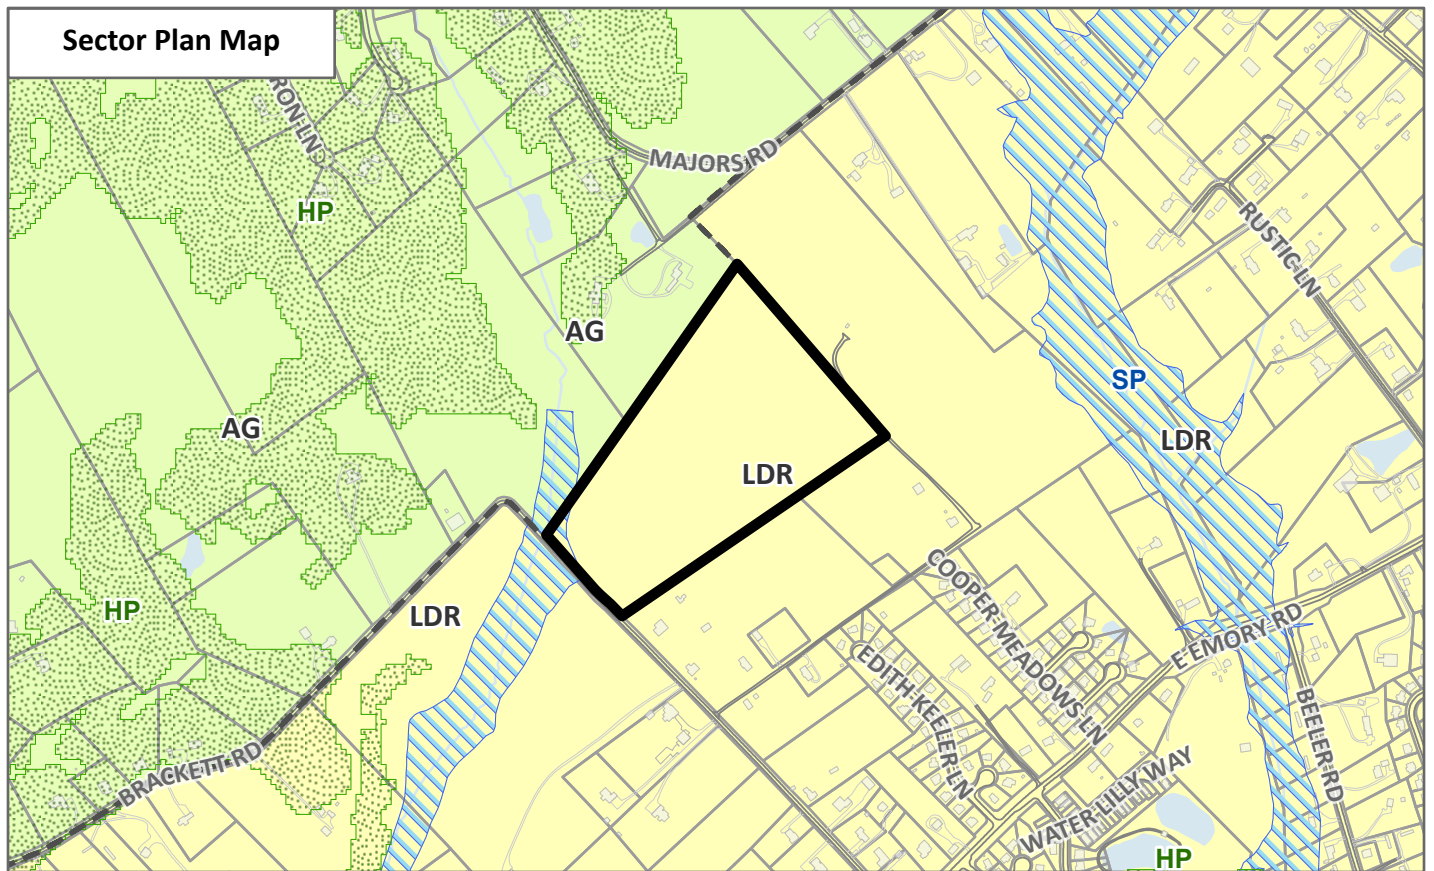 Sector Plan Map
RON LN
MAJORS RD
HP
RUSTIC LN
AG
SP
AG
LDR
LDR
COOPER MEADOWS LN
HP
LDR
E EMORY RD
EDITH KEELER LN
BEELER RD
BRACKETT RD
WATER LILLY WAY
HP